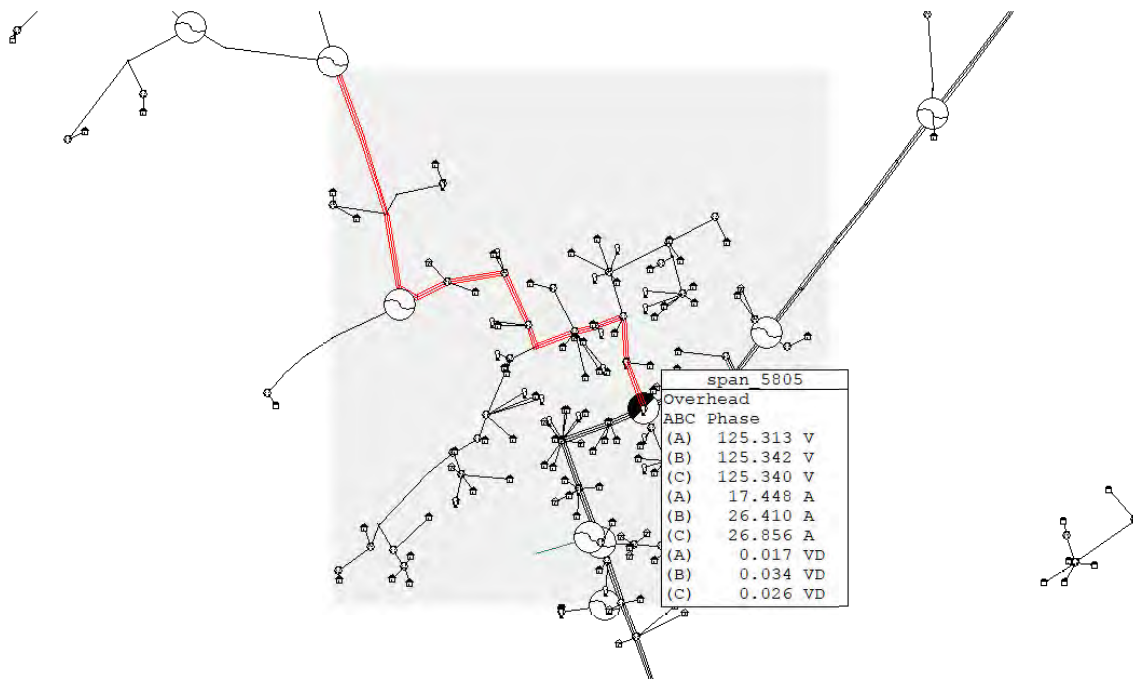 span_5805
Overhead
ABC Phase
(A) 125.313 V
(B) 125.342 V
(C) 125.340 V
(A) 17.448 A
(B) 26.410 A
(C) 26.856 A
(A) 0.017 VD
(B) 0.034 VD
(C) 0.026 VD